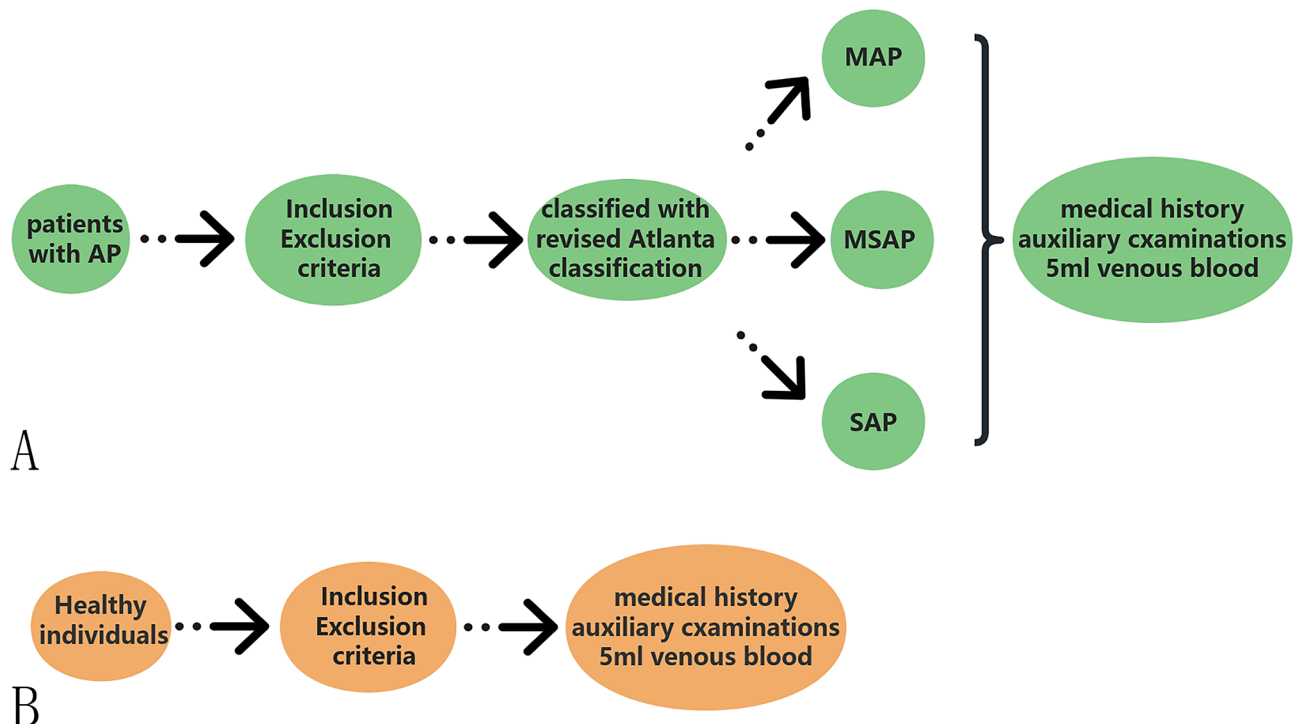 patients
with AP
Inclusion
Exclusion
criteria
classified with
revised Atlanta
classification
MAP
MSAP
SAP
medical history
auxiliary cxaminations
5ml venous blood
A
Healthy
individuals
Inclusion
Exclusion
criteria
medical history
auxiliary cxaminations
5ml venous blood
B